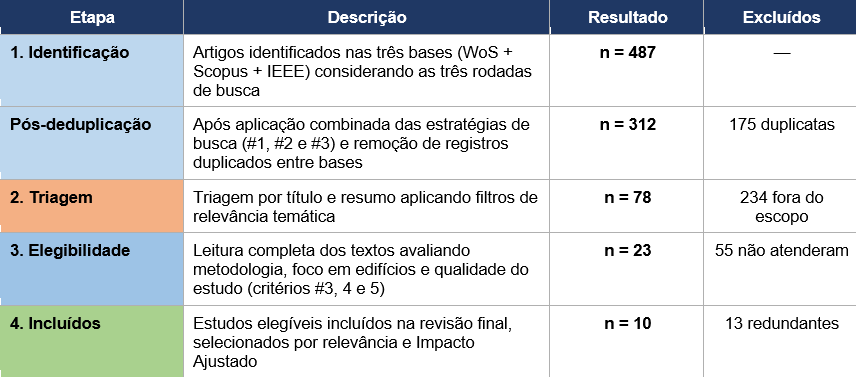 Etapa Descrição Resultado Excluídos
1. Identificação Artigos identificados nas três bases (WoS + n = 487 —
Scopus + IEEE) considerando as três rodadas
de busca
Pós-deduplicação Após aplicação combinada das estratégias de n = 312 175 duplicatas
busca (#1, #2 e #3) e remoção de registros
duplicados entre bases
2. Triagem Triagem por título e resumo aplicando filtros de n = 78 234 fora do
relevância temática escopo
3. Elegibilidade Leitura completa dos textos avaliando n = 23 55 não atenderam
metodologia, foco em edifícios e qualidade do
estudo (critérios #3, 4 e 5)
4. Incluídos Estudos elegíveis incluídos na revisão final, n = 10 13 redundantes
selecionados por relevância e Impacto
Ajustado